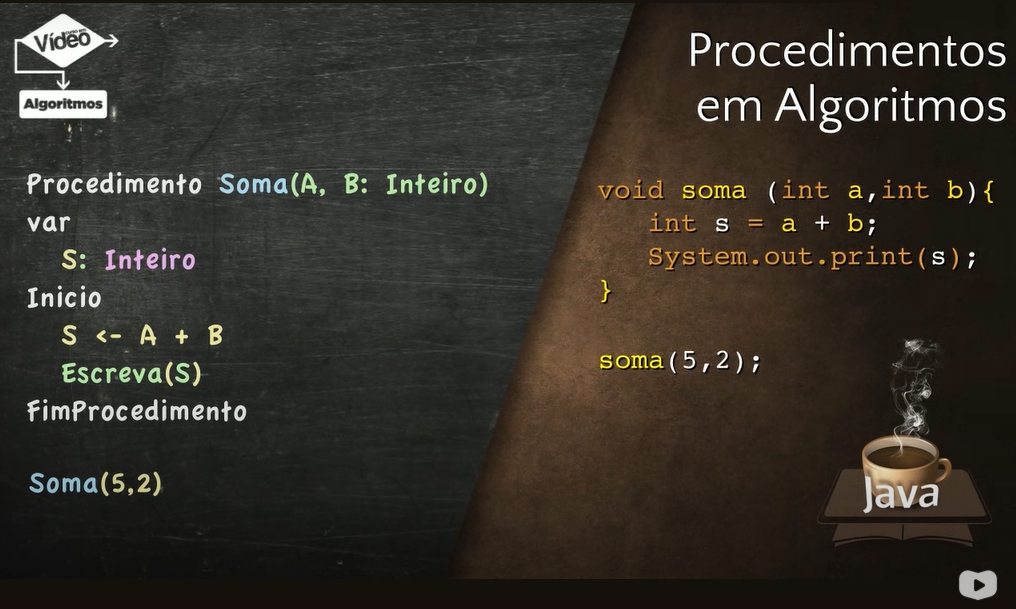 Vídeo
Algoritmos
Procedimentos
em Algoritmos
Procedimento Soma(A, B: Inteiro)
var
S: Inteiro
Inicio
S <- A + B
Escreva(S)
FimProcedimento
Soma(5,2)
void soma (int a,int b){
int s = a + b;
System.out.print(s);
}
soma(5,2);
Java